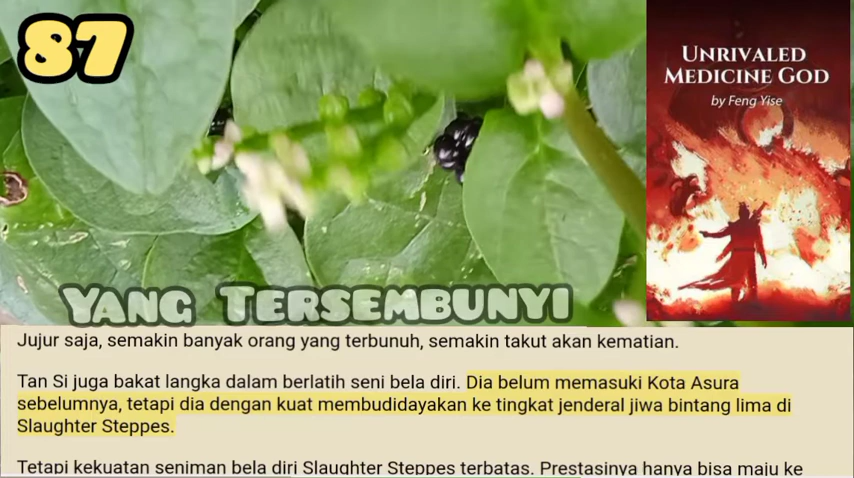 87
UNRIVALED
MEDICINE GOD
by Feng Yise
YANG TERSEMBUNYI
Jujur saja, semakin banyak orang yang terbunuh, semakin takut akan kematian.
Tan Si juga bakat langka dalam berlatih seni bela diri. Dia belum memasuki Kota Asura
sebelumnya, tetapi dia dengan kuat membudidayakan ke tingkat jenderal jiwa bintang lima di
Slaughter Steppes.
Tetapi kekuatan seniman bela diri Slaughter Steppes terbatas. Prestasinya hanya bisa maju ke